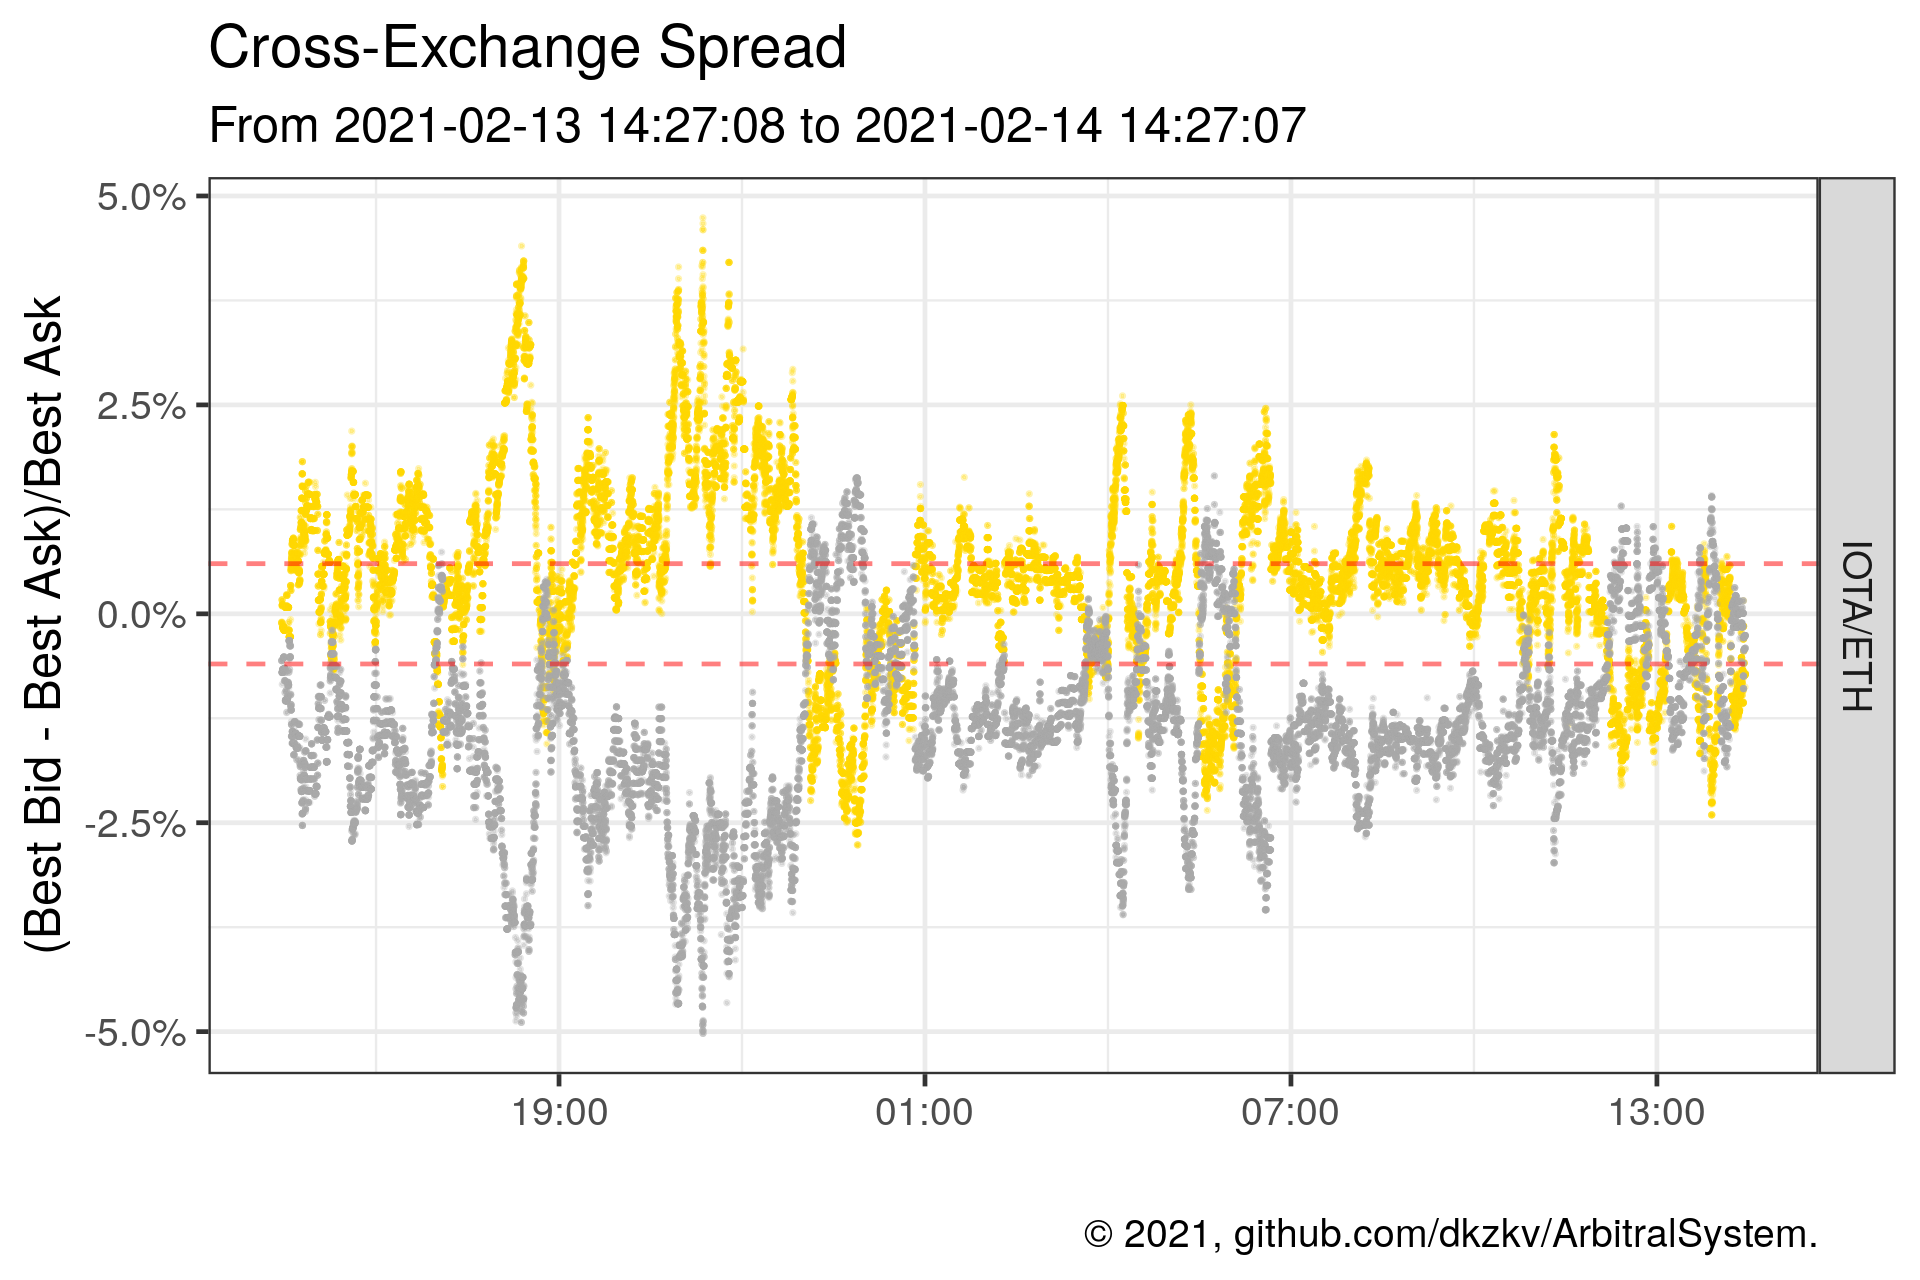 Cross-Exchange Spread
From 2021-02-13 14:27:08 to 2021-02-14 14:27:07
(Best Bid - Best Ask)/Best Ask
5.0%
2.5%
0.0%
-2.5%
-5.0%
IOTA/ETH
19:00
01:00
07:00
13:00
© 2021, github.com/dkzkv/ArbitralSystem.